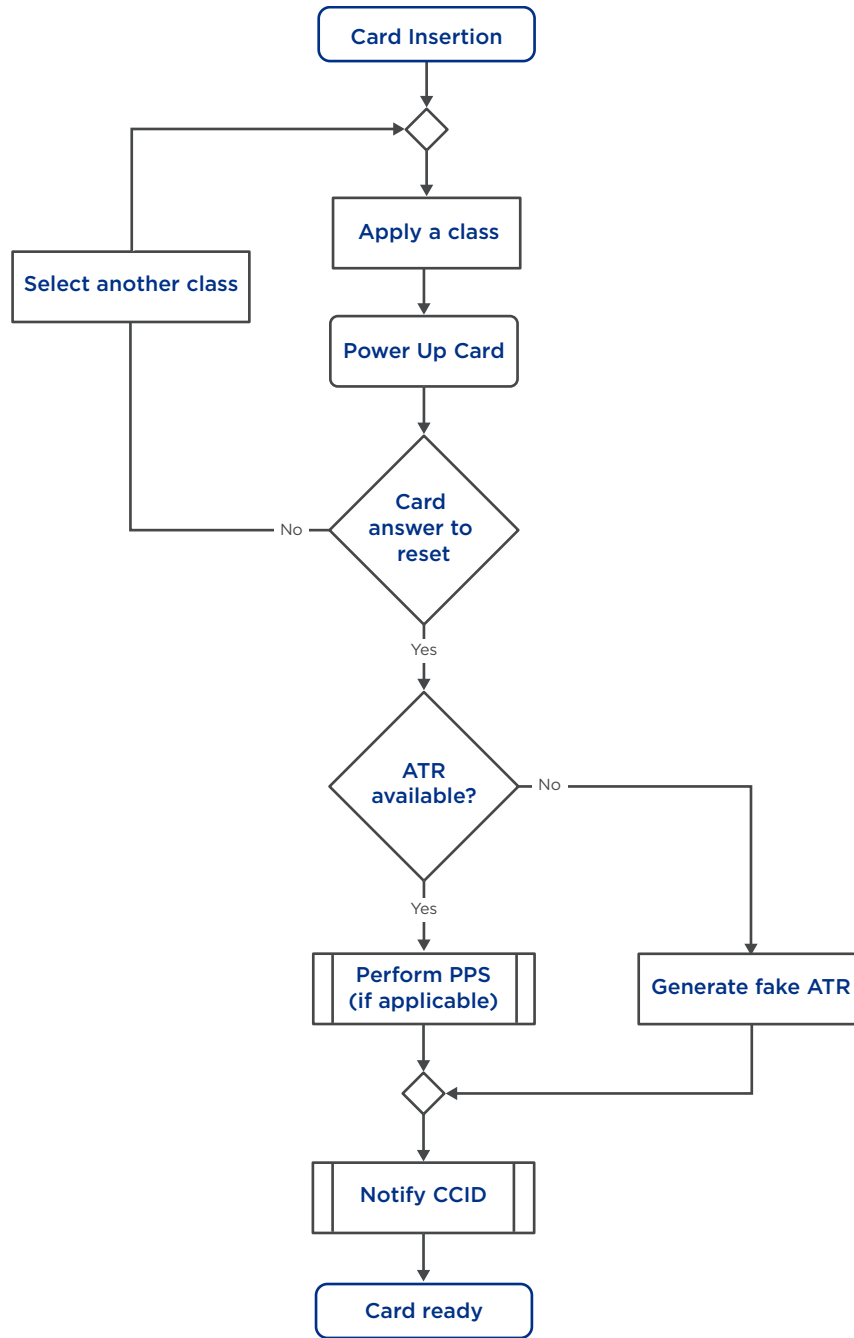 Card Insertion
Apply a class
Select another class
Power Up Card
Card
answer to
reset
No
Yes
ATR
available?
No
Yes
Perform PPS
(if applicable)
Generate fake ATR
Notify CCID
Card ready